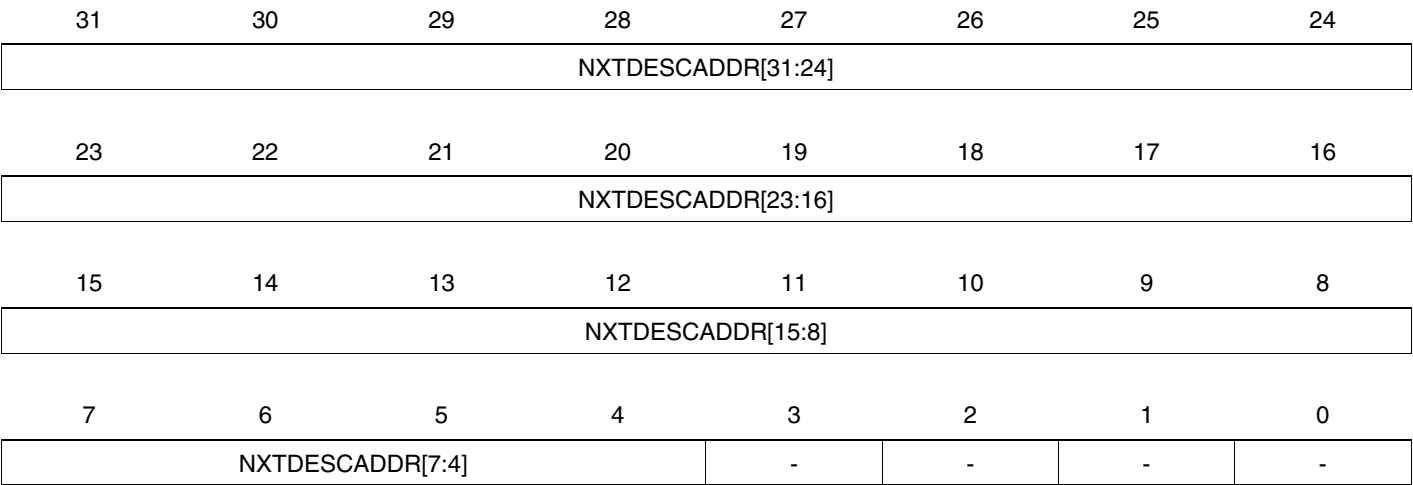 31 30 29 28 27 26 25 24
NXTDESCADDR[31:24]
23 22 21 20 19 18 17 16
NXTDESCADDR[23:16]
15 14 13 12 11 10 9 8
NXTDESCADDR[15:8]
7 6 5 4 3 2 1 0
NXTDESCADDR[7:4] - - - -